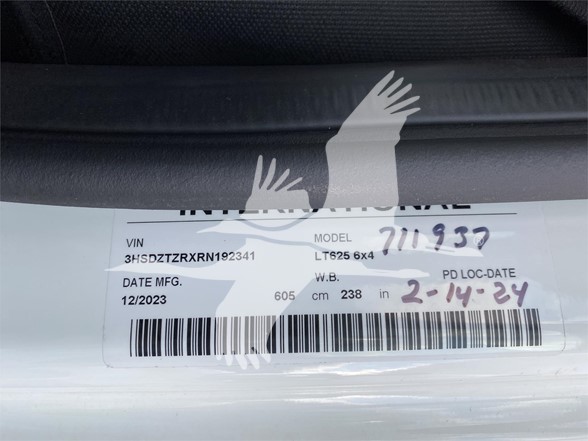 INTERNATIONAL
VIN MODEL 711937
3HSDZTZRXRN192341 LT625 6x4
DATE MFG. W.B. PD LOC-DATE
12/2023 605 cm 238 in 2-14-24